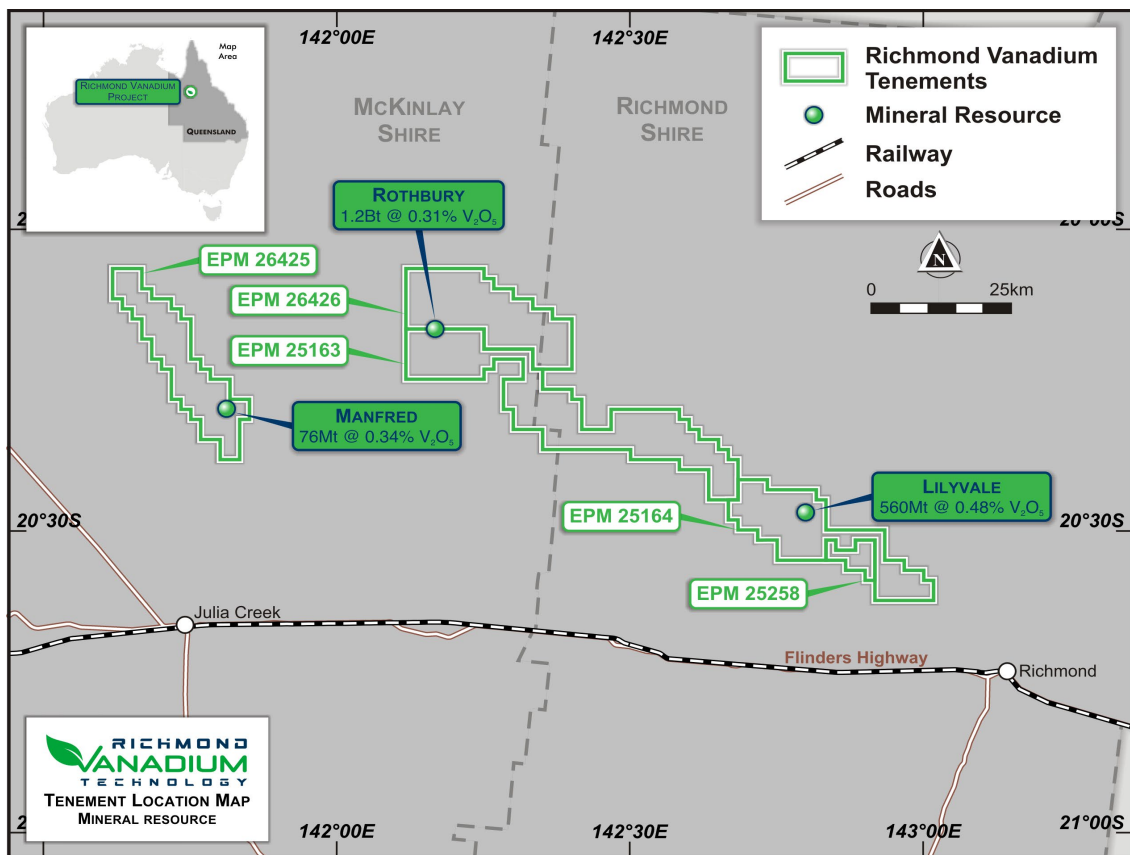 142°00E
142°30E
Map
Area
RICHMOND VANADIUM
PROJECT
QUEENSLAND
MCKINLAY
SHIRE
RICHMOND
SHIRE
Richmond Vanadium
Tenements
Mineral Resource
Railway
Roads
20°00S
N
0
25km
ROTHBURY
1.2Bt @ 0.31% V₂O₅
EPM 26425
EPM 26426
EPM 25163
MANFRED
76Mt @ 0.34% V₂O₅
LILYVALE
560Mt @ 0.48% V₂O₅
EPM 25164
20°30S
20°30S
EPM 25258
Julia Creek
Flinders Highway
Richmond
RICHMOND
VANADIUM
TECHNOLOGY
TENEMENT LOCATION MAP
MINERAL RESOURCE
142°00E
142°30E
143°00E
21°00S